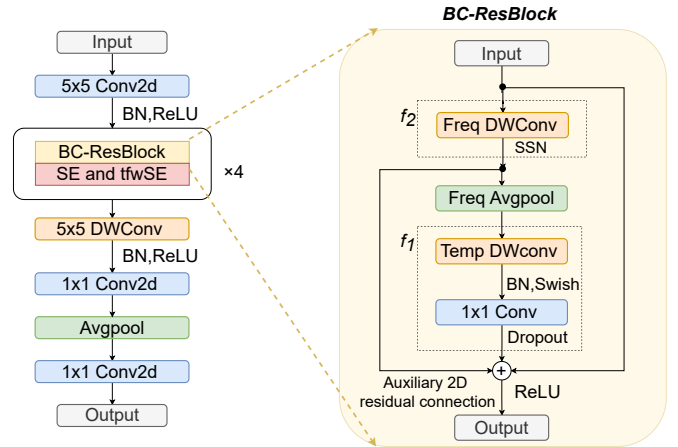 Input
5x5 Conv2d
BN,ReLU
BC-ResBlock
SE and tfwSE
×4
5x5 DWConv
BN,ReLU
1x1 Conv2d
Avgpool
1x1 Conv2d
Output
BC-ResBlock
Input
f2
Freq DWConv
SSN
Freq Avgpool
f1
Temp DWconv
BN,Swish
1x1 Conv
Dropout
+
Auxiliary 2D
residual connection
ReLU
Output